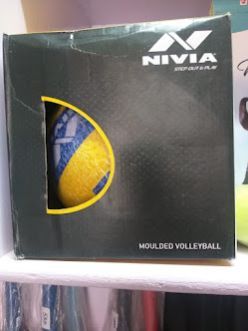 NIVIA
STEP OUT & PLAY
MOULDED VOLLEYBALL